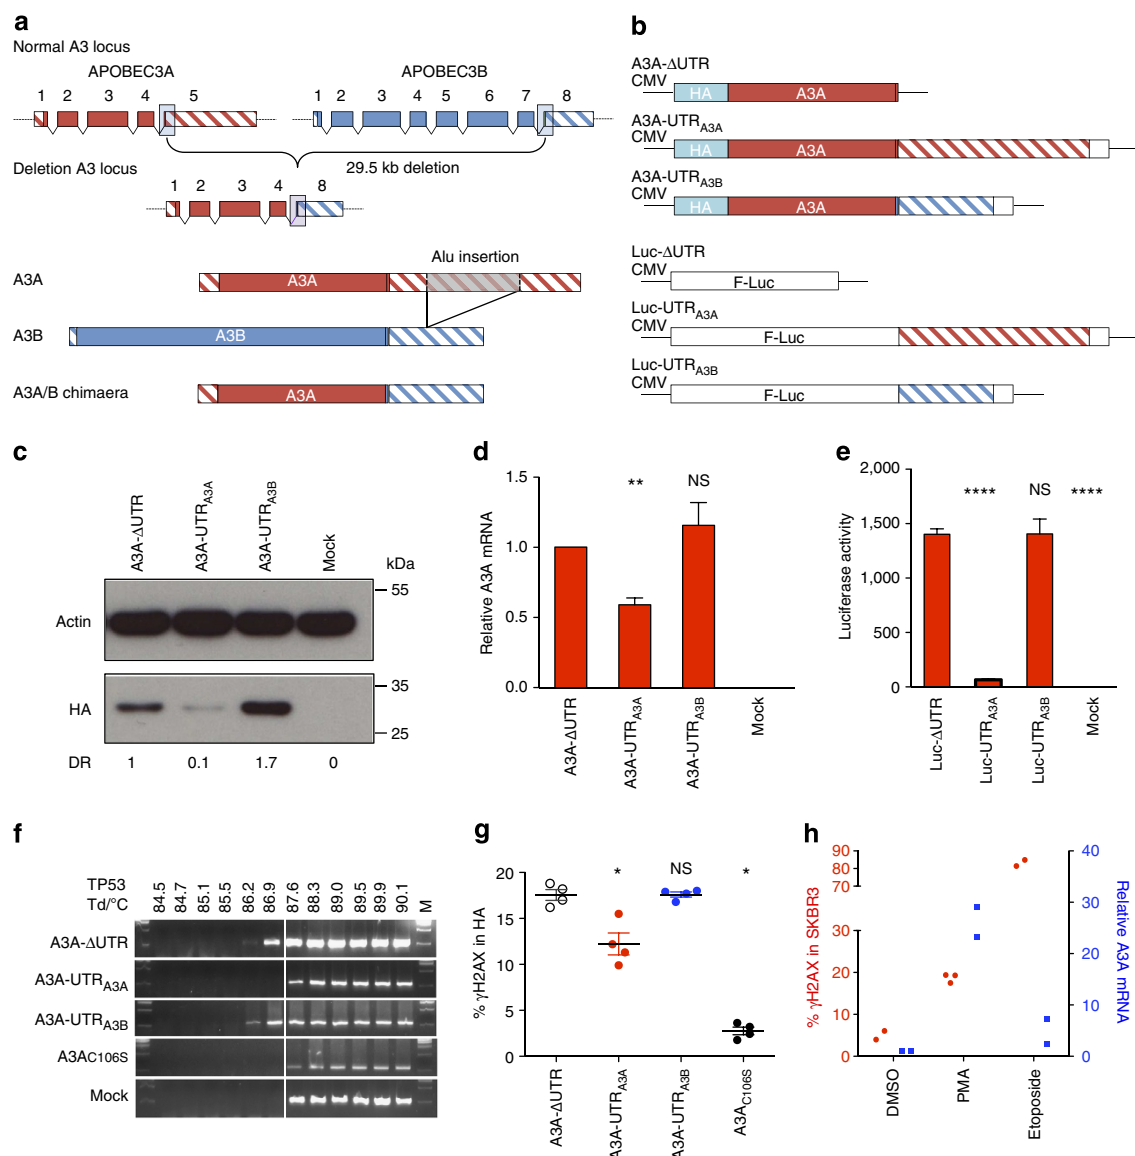 a
Normal A3 locus
APOBEC3A
APOBEC3B
1 2 3 4 5
1 2 3 4 5 6 7 8
Deletion A3 locus
29.5 kb deletion
1 2 3 4 8
Alu insertion
A3A
A3A
A3B
A3B
A3A/B chimaera
A3A
b
A3A-ΔUTR
CMV
HA
A3A
A3A-UTRA3A
CMV
HA
A3A
A3A-UTRA3B
CMV
HA
A3A
Luc-ΔUTR
CMV
F-Luc
Luc-UTRA3A
CMV
F-Luc
Luc-UTRA3B
CMV
F-Luc
c
A3A-ΔUTR
A3A-UTRA3A
A3A-UTRA3B
Mock
kDa
Actin
55
HA
35
25
DR 1 0.1 1.7 0
d
Relative A3A mRNA
1.5
1.0
0.5
0.0
**
NS
A3A-ΔUTR
A3A-UTRA3A
A3A-UTRA3B
Mock
e
Luciferase activity
2,000
1,500
1,000
500
0
****
NS
****
Luc-ΔUTR
Luc-UTRA3A
Luc-UTRA3B
Mock
f
TP53
Td/°C
84.5 84.7 85.1 85.5 86.2 86.9 87.6 88.3 89.0 89.5 89.9 90.1 M
A3A-ΔUTR
A3A-UTRA3A
A3A-UTRA3B
A3AC106S
Mock
g
% γH2AX in HA
20
15
10
5
0
*
NS
*
A3A-ΔUTR
A3A-UTRA3A
A3A-UTRA3B
A3AC106S
h
% γH2AX in SKBR3
90
80
70
30
20
10
0
Relative A3A mRNA
40
30
20
10
0
DMSO
PMA
Etoposide